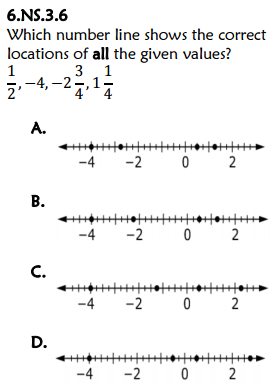 6.NS.3.6
Which number line shows the correct
locations of all the given values?
1/2, −4, −2 3/4, 1 1/4
A.
−4 −2 0 2
B.
−4 −2 0 2
C.
−4 −2 0 2
D.
−4 −2 0 2